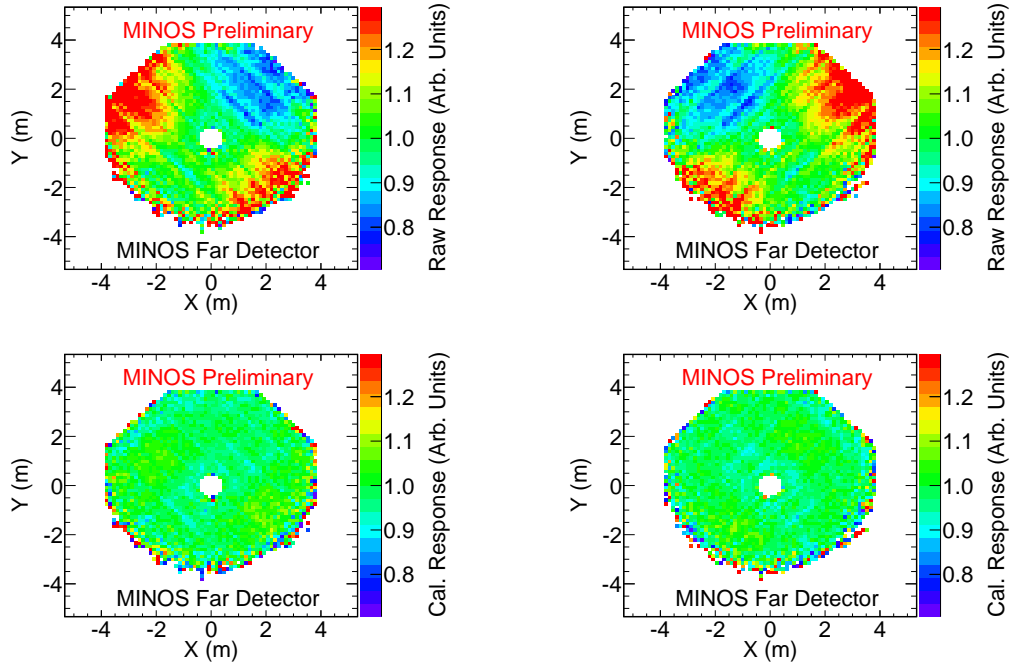 MINOS Preliminary
MINOS Far Detector
Y (m)
4
2
0
-2
-4
-4 -2 0 2 4
X (m)
1.2
1.1
1.0
0.9
0.8
Raw Response (Arb. Units)
MINOS Preliminary
MINOS Far Detector
Y (m)
4
2
0
-2
-4
-4 -2 0 2 4
X (m)
1.2
1.1
1.0
0.9
0.8
Raw Response (Arb. Units)
MINOS Preliminary
MINOS Far Detector
Y (m)
4
2
0
-2
-4
-4 -2 0 2 4
X (m)
1.2
1.1
1.0
0.9
0.8
Cal. Response (Arb. Units)
MINOS Preliminary
MINOS Far Detector
Y (m)
4
2
0
-2
-4
-4 -2 0 2 4
X (m)
1.2
1.1
1.0
0.9
0.8
Cal. Response (Arb. Units)